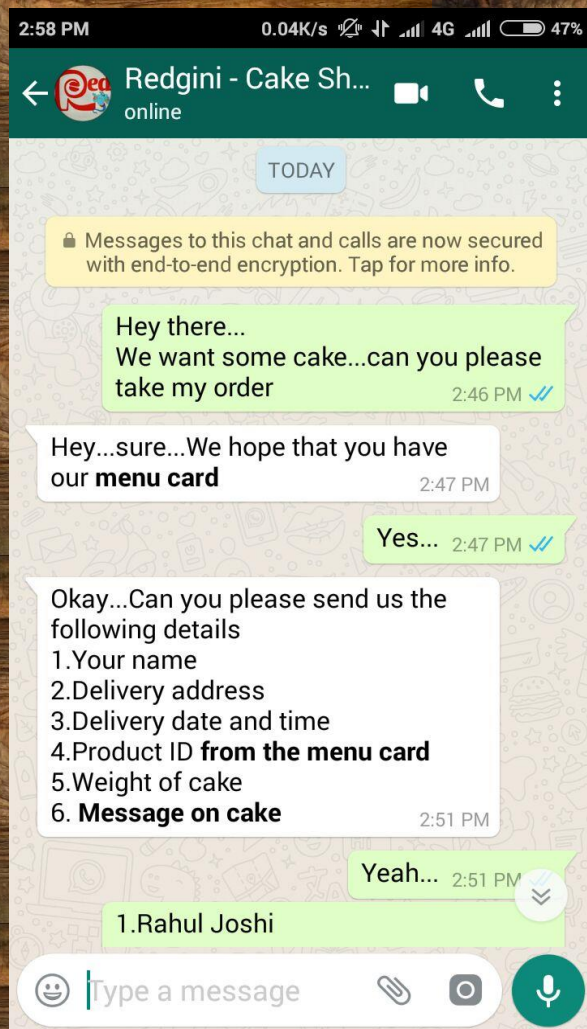 2:58 PM 0.04K/s 4G 47%
Red
Redgini - Cake Sh...
online
TODAY
Messages to this chat and calls are now secured
with end-to-end encryption. Tap for more info.
Hey there...
We want some cake...can you please
take my order
2:46 PM
Hey...sure...We hope that you have
our menu card
2:47 PM
Yes... 2:47 PM
Okay...Can you please send us the
following details
1.Your name
2.Delivery address
3.Delivery date and time
4.Product ID from the menu card
5.Weight of cake
6. Message on cake
2:51 PM
Yeah... 2:51 PM
1.Rahul Joshi
Type a message